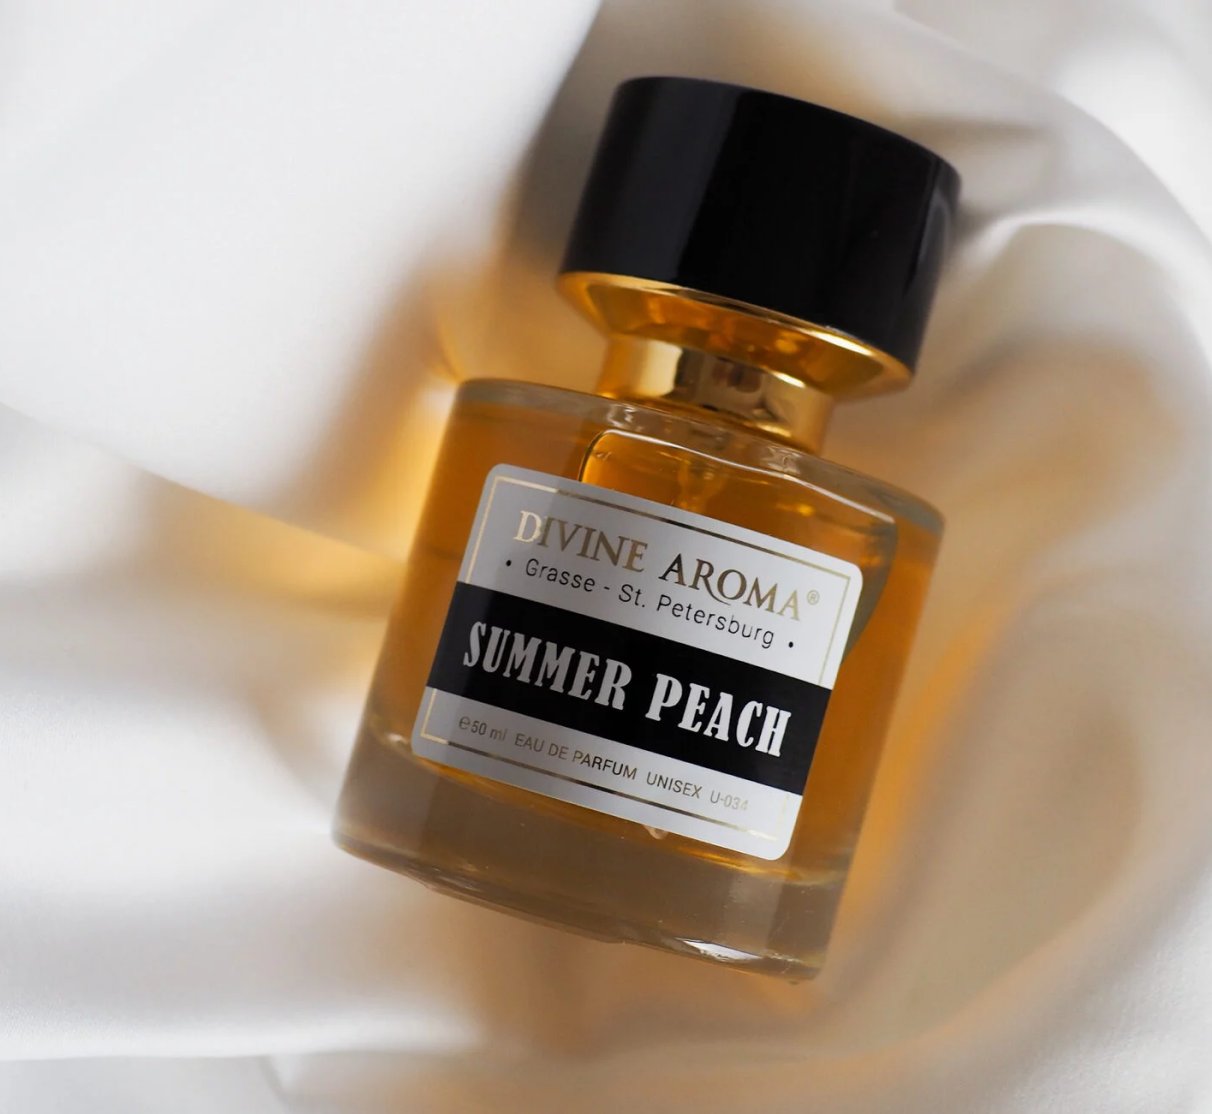 DIVINE AROMA®
• Grasse - St. Petersburg •
SUMMER PEACH
℮50 ml EAU DE PARFUM UNISEX U-034